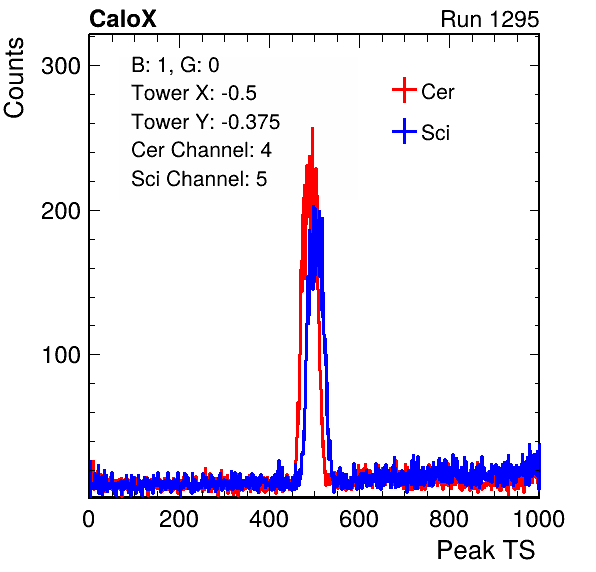 CaloX Run 1295
Counts
300
200
100
B: 1, G: 0
Tower X: -0.5
Tower Y: -0.375
Cer Channel: 4
Sci Channel: 5
Cer
Sci
0 200 400 600 800 1000
Peak TS